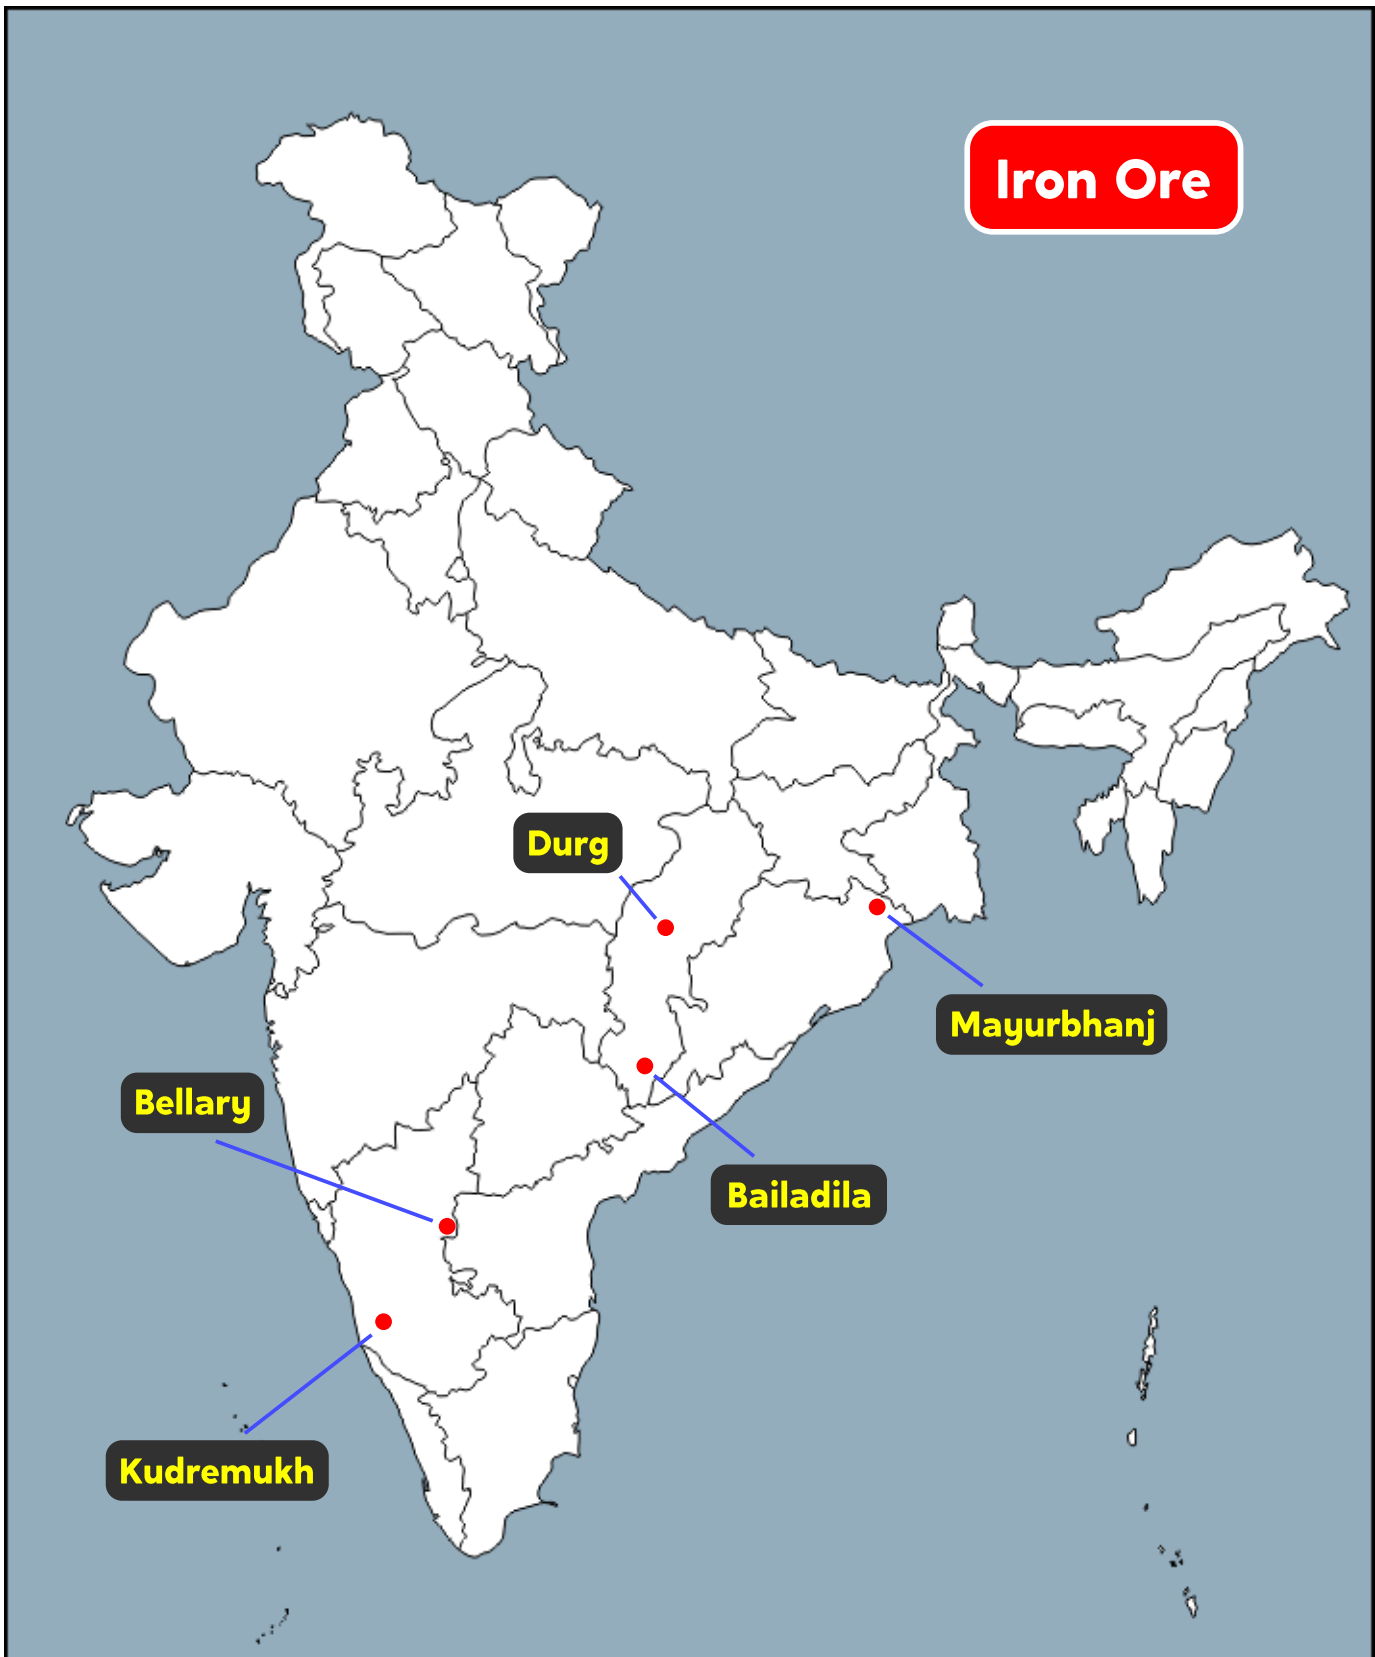 Iron Ore
Durg
Mayurbhanj
Bellary
Bailadila
Kudremukh